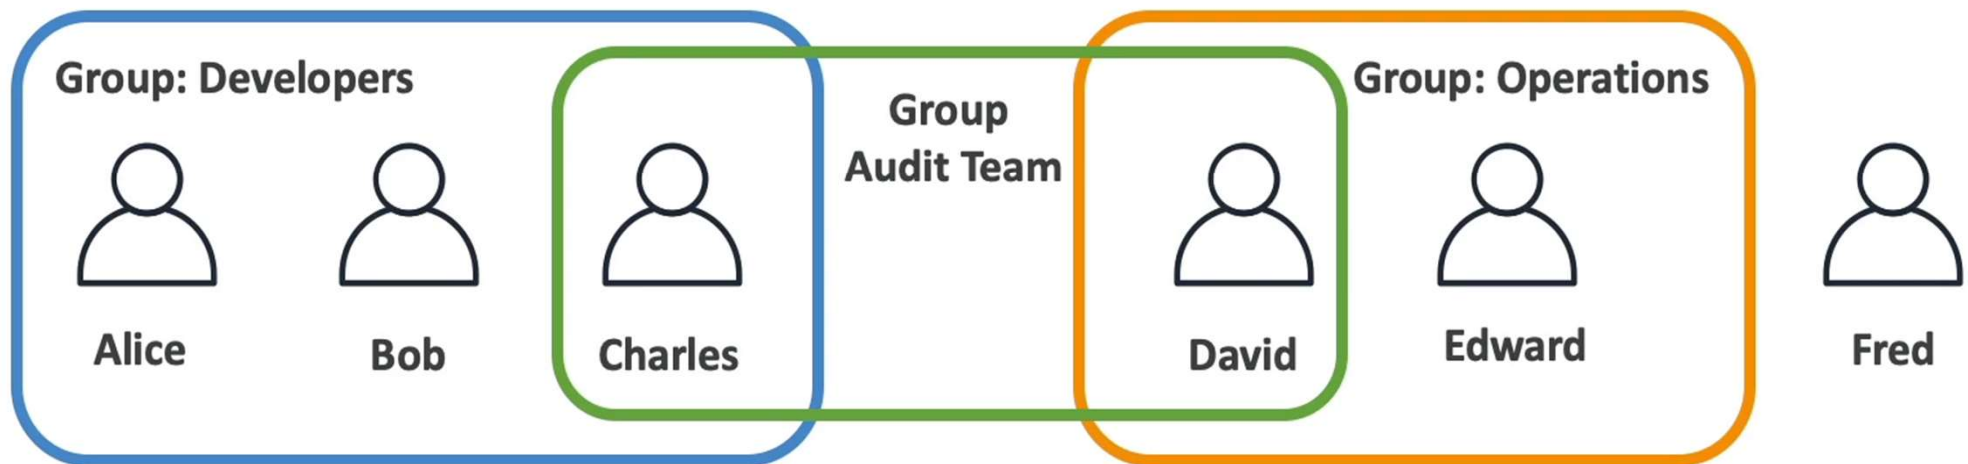 Group: Developers
Group
Audit Team
Group: Operations
Alice
Bob
Charles
David
Edward
Fred